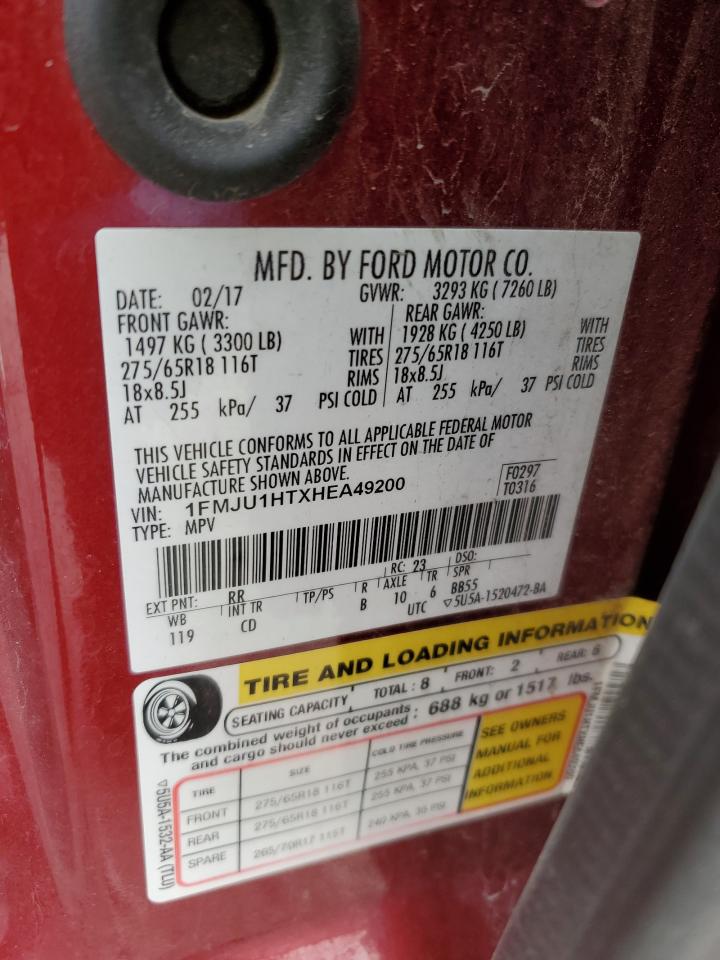 MFD. BY FORD MOTOR CO.
DATE: 02/17 GVWR: 3293 KG ( 7260 LB)
FRONT GAWR: REAR GAWR:
1497 KG ( 3300 LB) WITH 1928 KG ( 4250 LB) WITH
275/65R18 116T TIRES 275/65R18 116T TIRES
18x8.5J RIMS 18x8.5J RIMS
AT 255 kPa/ 37 PSI COLD AT 255 kPa/ 37 PSI COLD
THIS VEHICLE CONFORMS TO ALL APPLICABLE FEDERAL MOTOR
VEHICLE SAFETY STANDARDS IN EFFECT ON THE DATE OF
MANUFACTURE SHOWN ABOVE.
VIN: 1FMJU1HTXHEA49200
F0297
TYPE: MPV
T0316
EXT PNT: RR RC: 23 DSO:
WB INT TR TP/PS R AXLE TR SPR
119 CD B 10 6 BB55
UTC ▽5U5A-1520472-BA
TIRE AND LOADING INFORMATION
SEATING CAPACITY TOTAL : 8 FRONT: 2 REAR: 6
The combined weight of occupants
and cargo should never exceed : 688 kg or 1517 lbs.
TIRE SIZE COLD TIRE PRESSURE
FRONT 275/65R18 116T 255 KPA, 37 PSI
REAR 275/65R18 116T 255 KPA, 37 PSI
SPARE 265/70R17 115T 240 KPA, 35 PSI
SEE OWNERS
MANUAL FOR
ADDITIONAL
INFORMATION
▽5U5A-1532-AA (TLU)